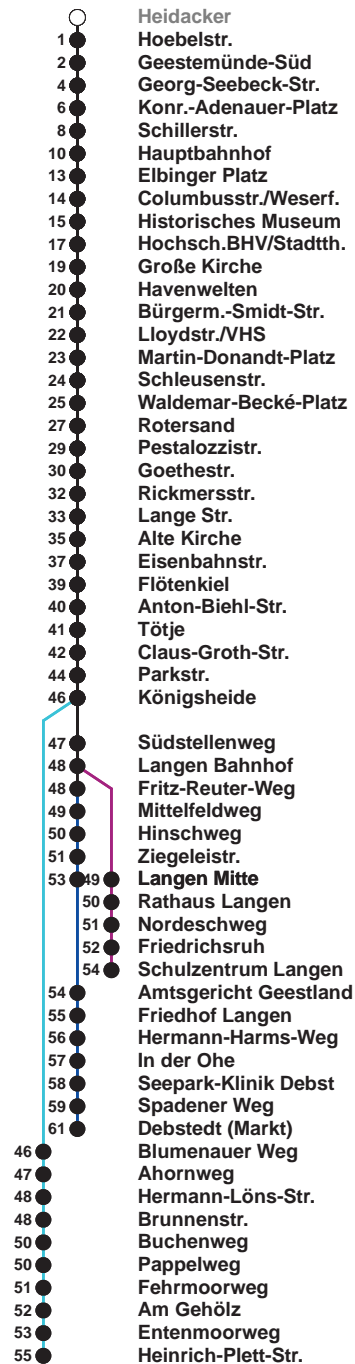 Heidacker
1 Hoebelstr.
2 Geestemünde-Süd
4 Georg-Seebeck-Str.
6 Konr.-Adenauer-Platz
8 Schillerstr.
10 Hauptbahnhof
13 Elbinger Platz
14 Columbusstr./Weserf.
15 Historisches Museum
17 Hochsch.BHV/Stadtth.
19 Große Kirche
20 Havenwelten
21 Bürgerm.-Smidt-Str.
22 Lloydstr./VHS
23 Martin-Donandt-Platz
24 Schleusenstr.
25 Waldemar-Becké-Platz
27 Rotersand
29 Pestalozzistr.
30 Goethestr.
32 Rickmersstr.
33 Lange Str.
35 Alte Kirche
37 Eisenbahnstr.
39 Flötenkiel
40 Anton-Biehl-Str.
41 Tötje
42 Claus-Groth-Str.
44 Parkstr.
46 Königsheide
47 Südstellenweg
48 Langen Bahnhof
48 Fritz-Reuter-Weg
49 Mittelfeldweg
50 Hinschweg
51 Ziegeleistr.
53 49 Langen Mitte
50 Rathaus Langen
51 Nordeschweg
52 Friedrichsruh
54 Schulzentrum Langen
54 Amtsgericht Geestland
55 Friedhof Langen
56 Hermann-Harms-Weg
57 In der Ohe
58 Seepark-Klinik Debst
59 Spadener Weg
61 Debstedt (Markt)
46 Blumenauer Weg
47 Ahornweg
48 Hermann-Löns-Str.
48 Brunnenstr.
50 Buchenweg
50 Pappelweg
51 Fehrmoorweg
52 Am Gehölz
53 Entenmoorweg
55 Heinrich-Plett-Str.